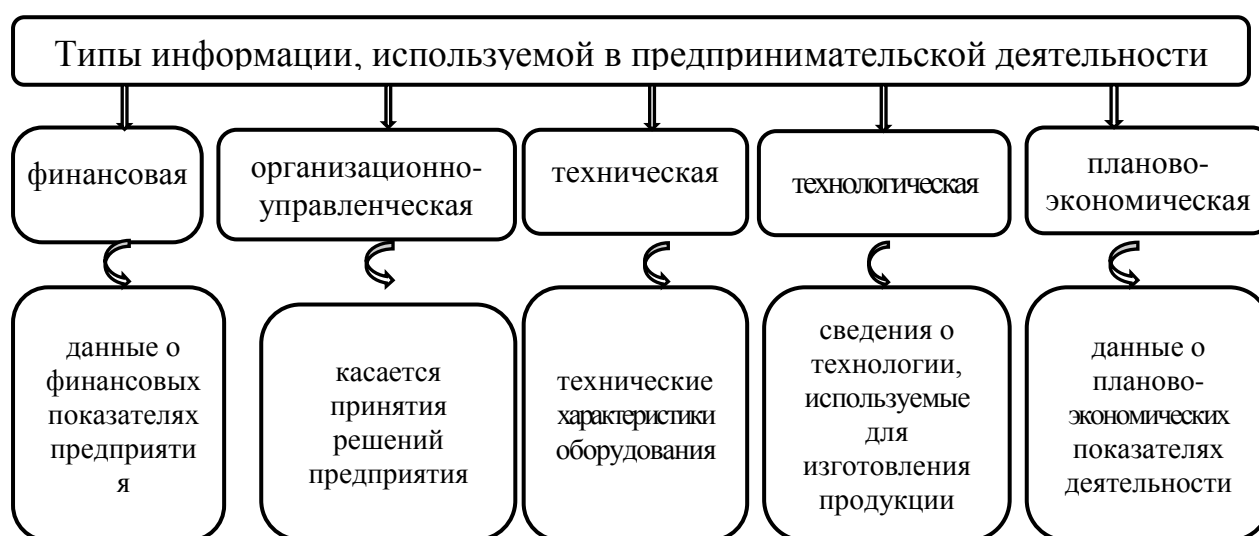 Типы информации, используемой в предпринимательской деятельности
финансовая
организационно-
управленческая
техническая
технологическая
планово-
экономическая
данные о
финансовых
показателях
предприяти
я
касается
принятия
решений
предприятия
технические
характеристики
оборудования
сведения о
технологии,
используемые
для
изготовления
продукции
данные о
планово-
экономических
показателях
деятельности